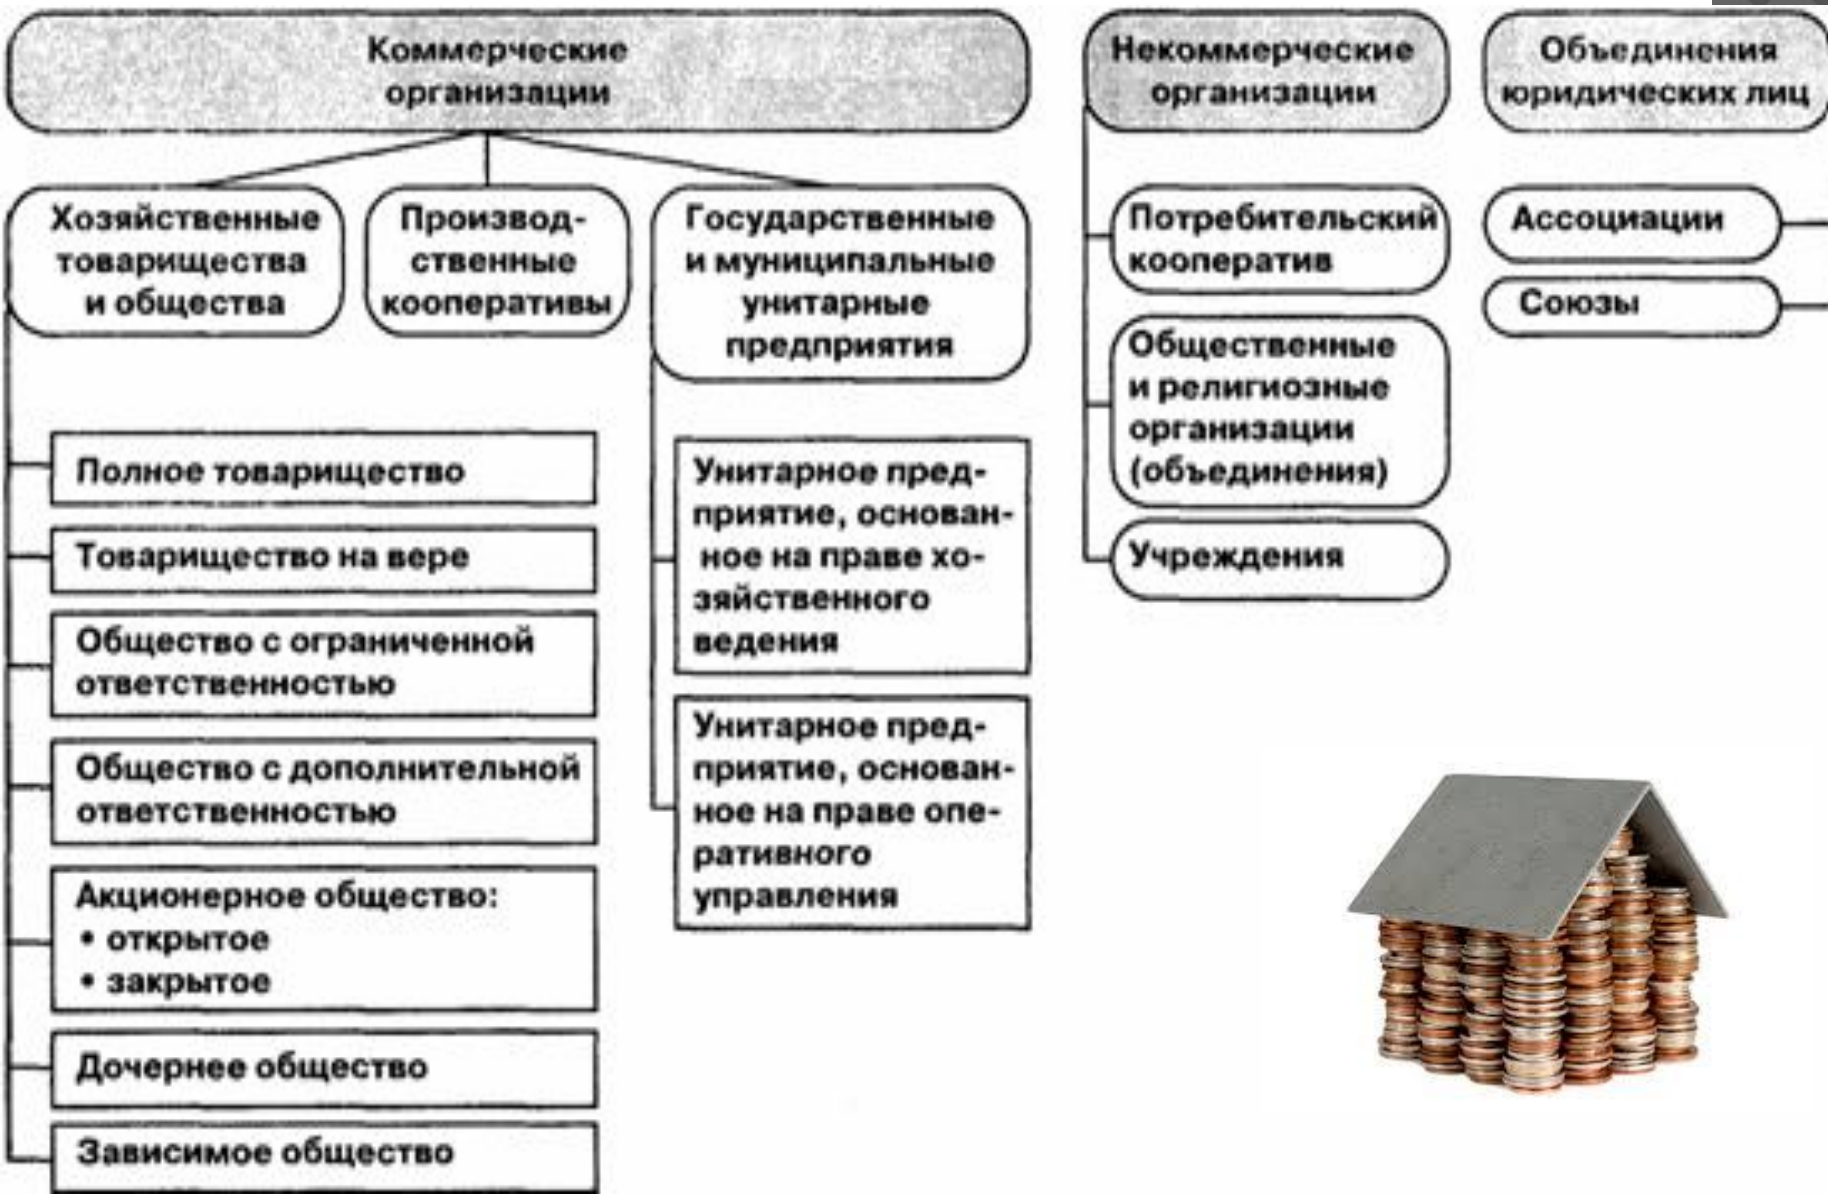 Коммерческие
организации
Хозяйственные
товарищества
и общества
Производ-
ственные
кооперативы
Государственные
и муниципальные
унитарные
предприятия
Полное товарищество
Товарищество на вере
Общество с ограниченной
ответственностью
Общество с дополнительной
ответственностью
Акционерное общество:
• открытое
• закрытое
Дочернее общество
Зависимое общество
Унитарное пред-
приятие, основан-
ное на праве хо-
зяйственного
ведения
Унитарное пред-
приятие, основан-
ное на праве опе-
ративного
управления
Некоммерческие
организации
Потребительский
кооператив
Общественные
и религиозные
организации
(объединения)
Учреждения
Объединения
юридических лиц
Ассоциации
Союзы